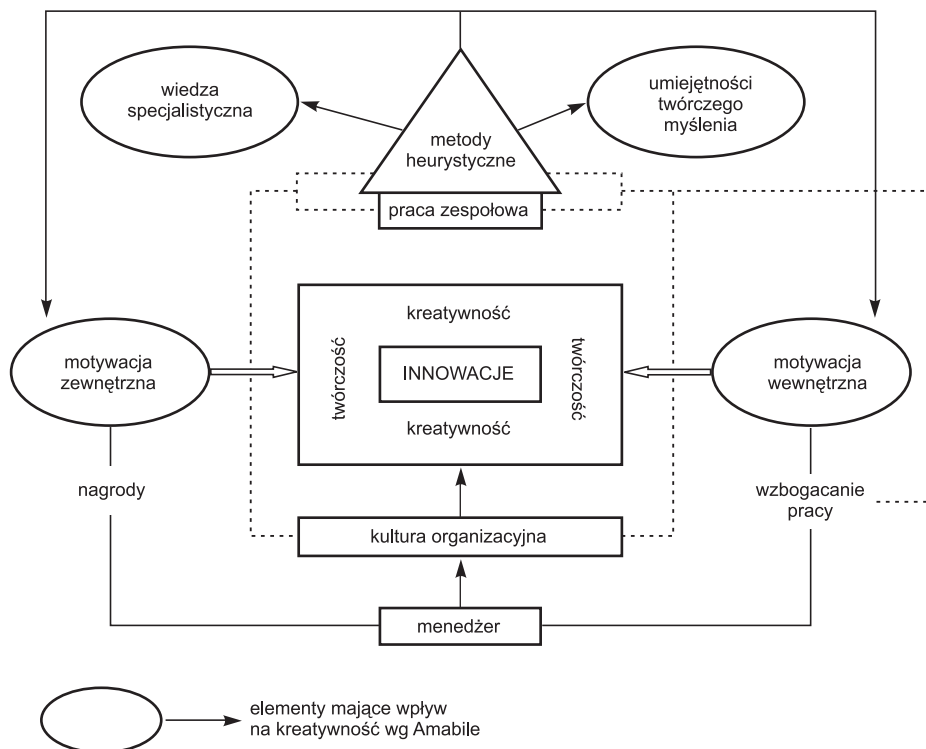 wiedza
specjalistyczna
umiejętności
twórczego
myślenia
metody
heurystyczne
praca zespołowa
kreatywność
twórczość
INNOWACJE
twórczość
kreatywność
motywacja
zewnętrzna
motywacja
wewnętrzna
nagrody
wzbogacanie
pracy
kultura organizacyjna
menedżer
elementy mające wpływ
na kreatywność wg Amabile